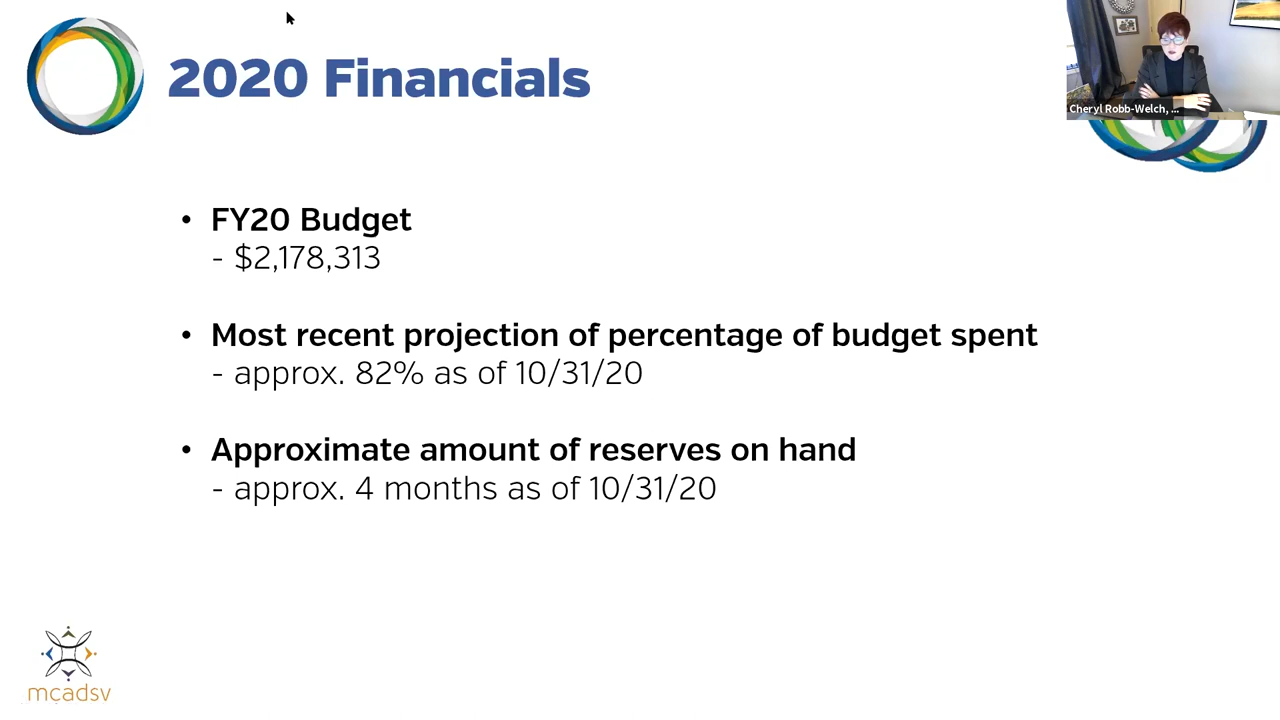 2020 Financials
Cheryl Robb-Welch, ...
• FY20 Budget
- $2,178,313
• Most recent projection of percentage of budget spent
- approx. 82% as of 10/31/20
• Approximate amount of reserves on hand
- approx. 4 months as of 10/31/20
mcadsv